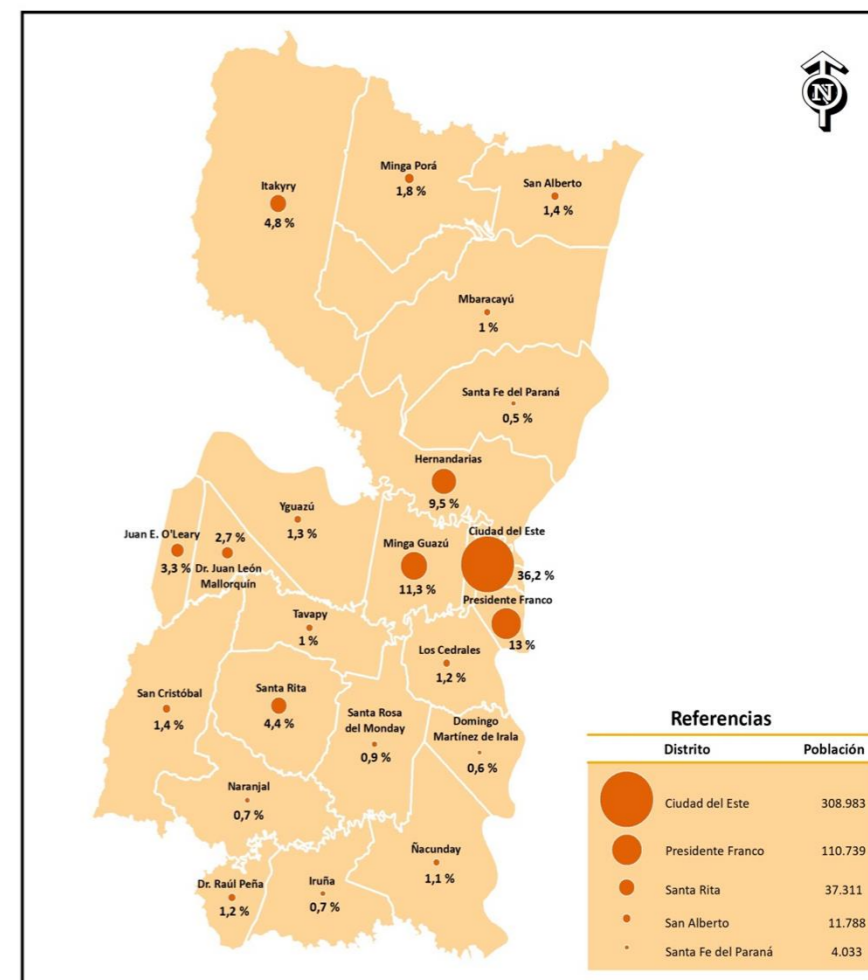 N
Itakyry
4,8 %
Minga Porá
1,8 %
San Alberto
1,4 %
Mbaracayú
1 %
Santa Fe del Paraná
0,5 %
Hernandarias
9,5 %
Yguazú
1,3 %
Juan E. O'Leary
3,3 %
2,7 %
Dr. Juan León
Mallorquín
Minga Guazú
11,3 %
Ciudad del Este
36,2 %
Presidente Franco
13 %
Tavapy
1 %
Los Cedrales
1,2 %
San Cristóbal
1,4 %
Santa Rita
4,4 %
Santa Rosa
del Monday
0,9 %
Domingo
Martínez de Irala
0,6 %
Naranjal
0,7 %
Ñacunday
1,1 %
Dr. Raúl Peña
1,2 %
Iruña
0,7 %
Referencias
Distrito Población
Ciudad del Este 308.983
Presidente Franco 110.739
Santa Rita 37.311
San Alberto 11.788
Santa Fe del Paraná 4.033